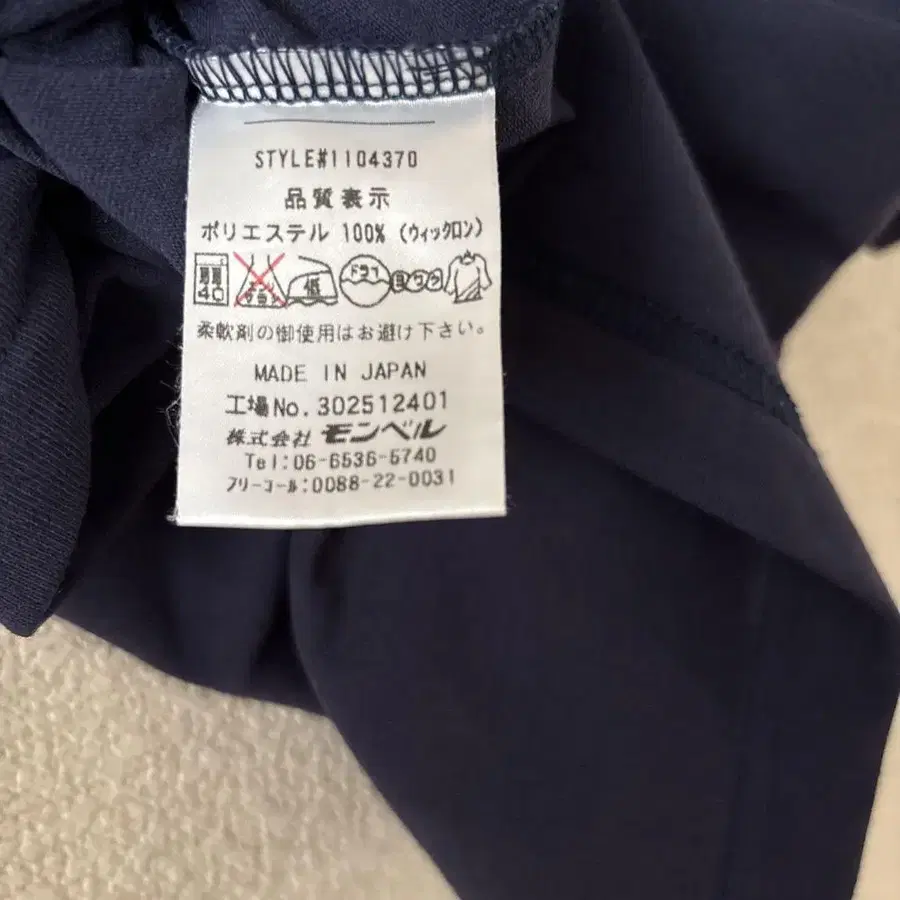 STYLE#1104370
品質表示
ポリエステル 100% (ウィックロン)
40 低 ドライ ヨワク
柔軟剤の御使用はお避け下さい。
MADE IN JAPAN
工場No. 302512401
株式会社 モンベル
Tel:06-6536-5740
フリーコール:0088-22-0031